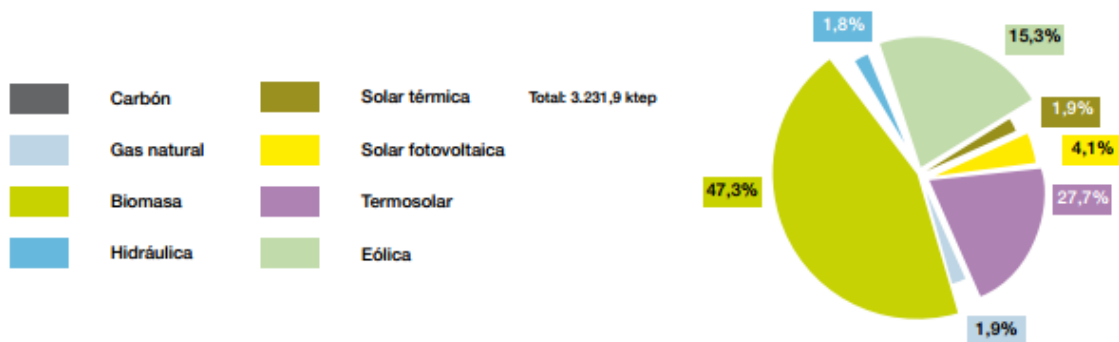 Carbón
Gas natural
Biomasa
Hidráulica
Solar térmica
Solar fotovoltaica
Termosolar
Eólica
Total: 3.231,9 ktep
1,8%
15,3%
1,9%
4,1%
47,3%
27,7%
1,9%